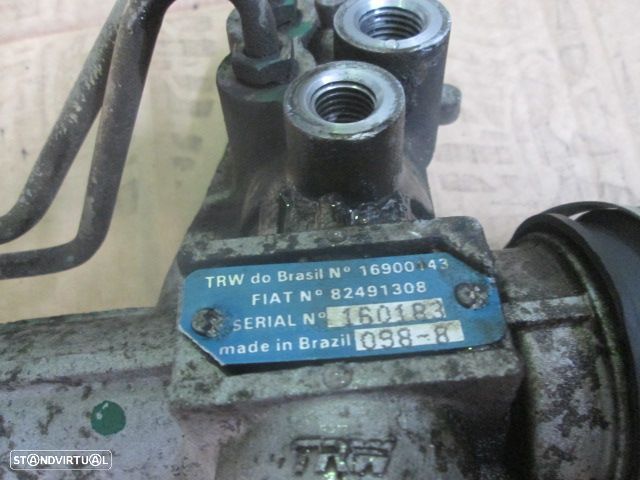 TRW do Brasil Nº 16900143
FIAT Nº 82491308
SERIAL Nº 160183
made in Brazil 098-8
TRW
STANDVIRTUAL